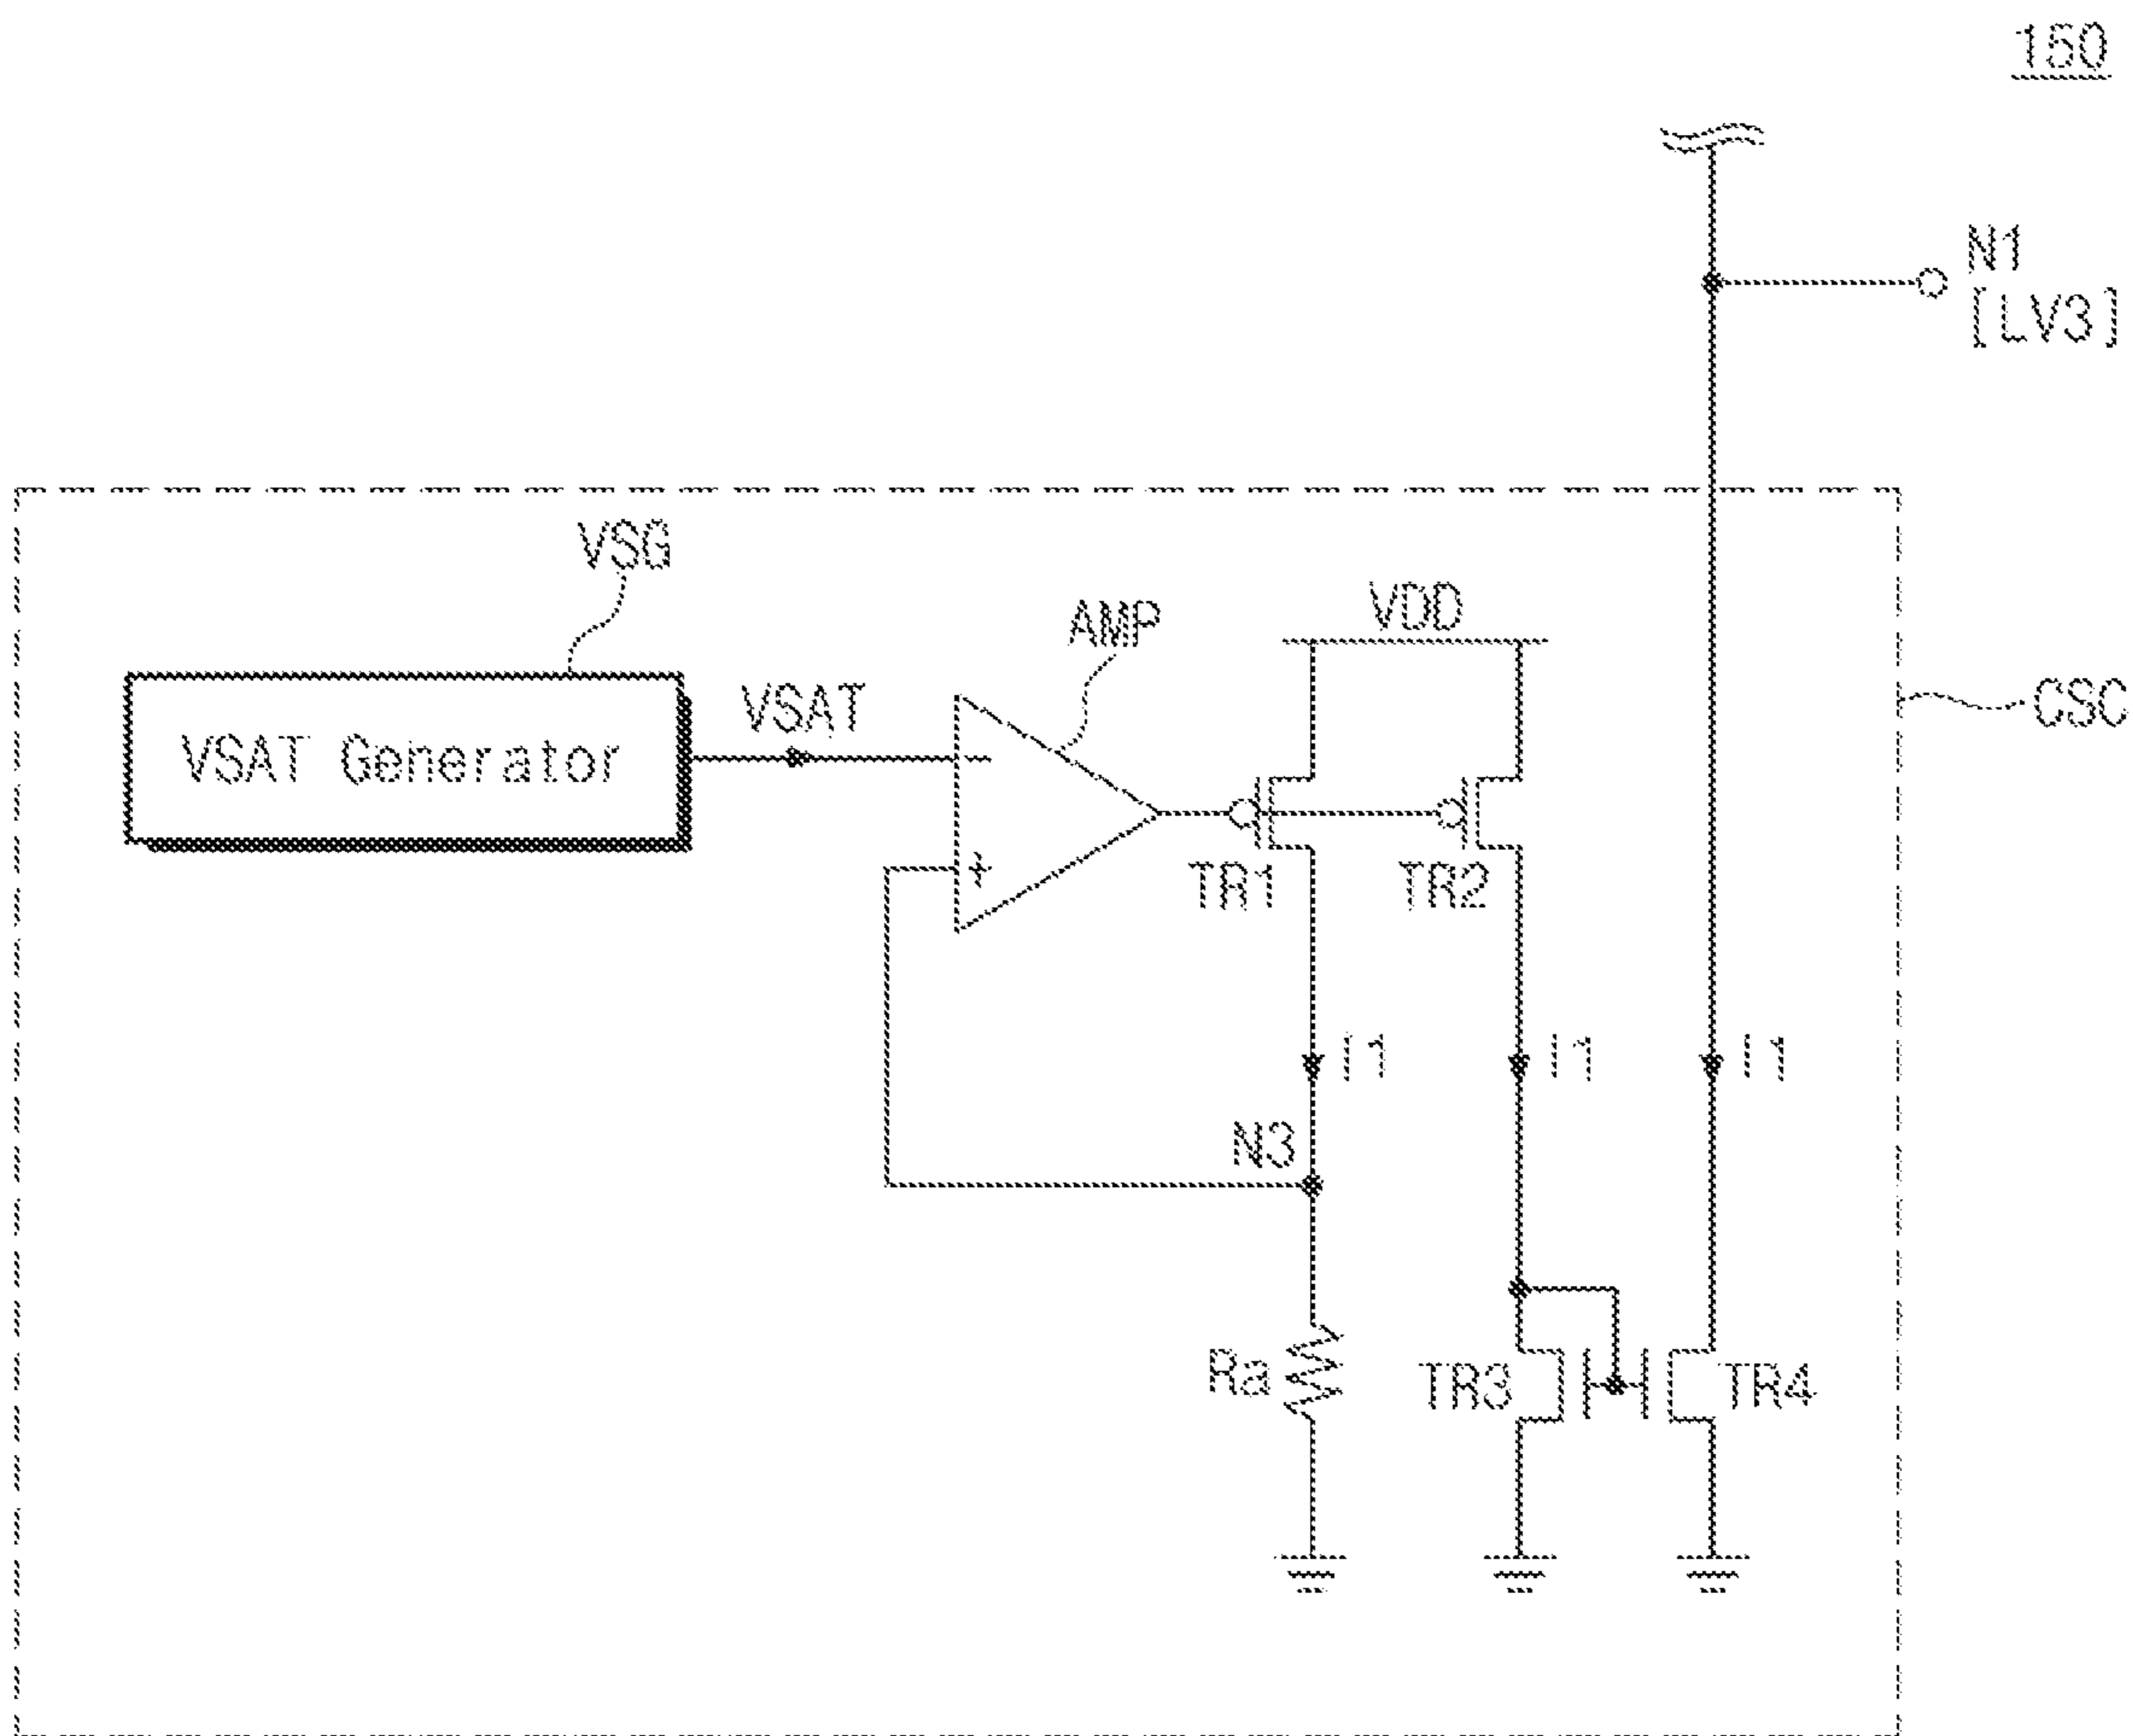 150
N1
[LV3]
VSG
AMP
VDD
VSAT
CSC
VSAT Generator
−
+
TR1
TR2
I1
I1
I1
N3
Ra
TR3
TR4